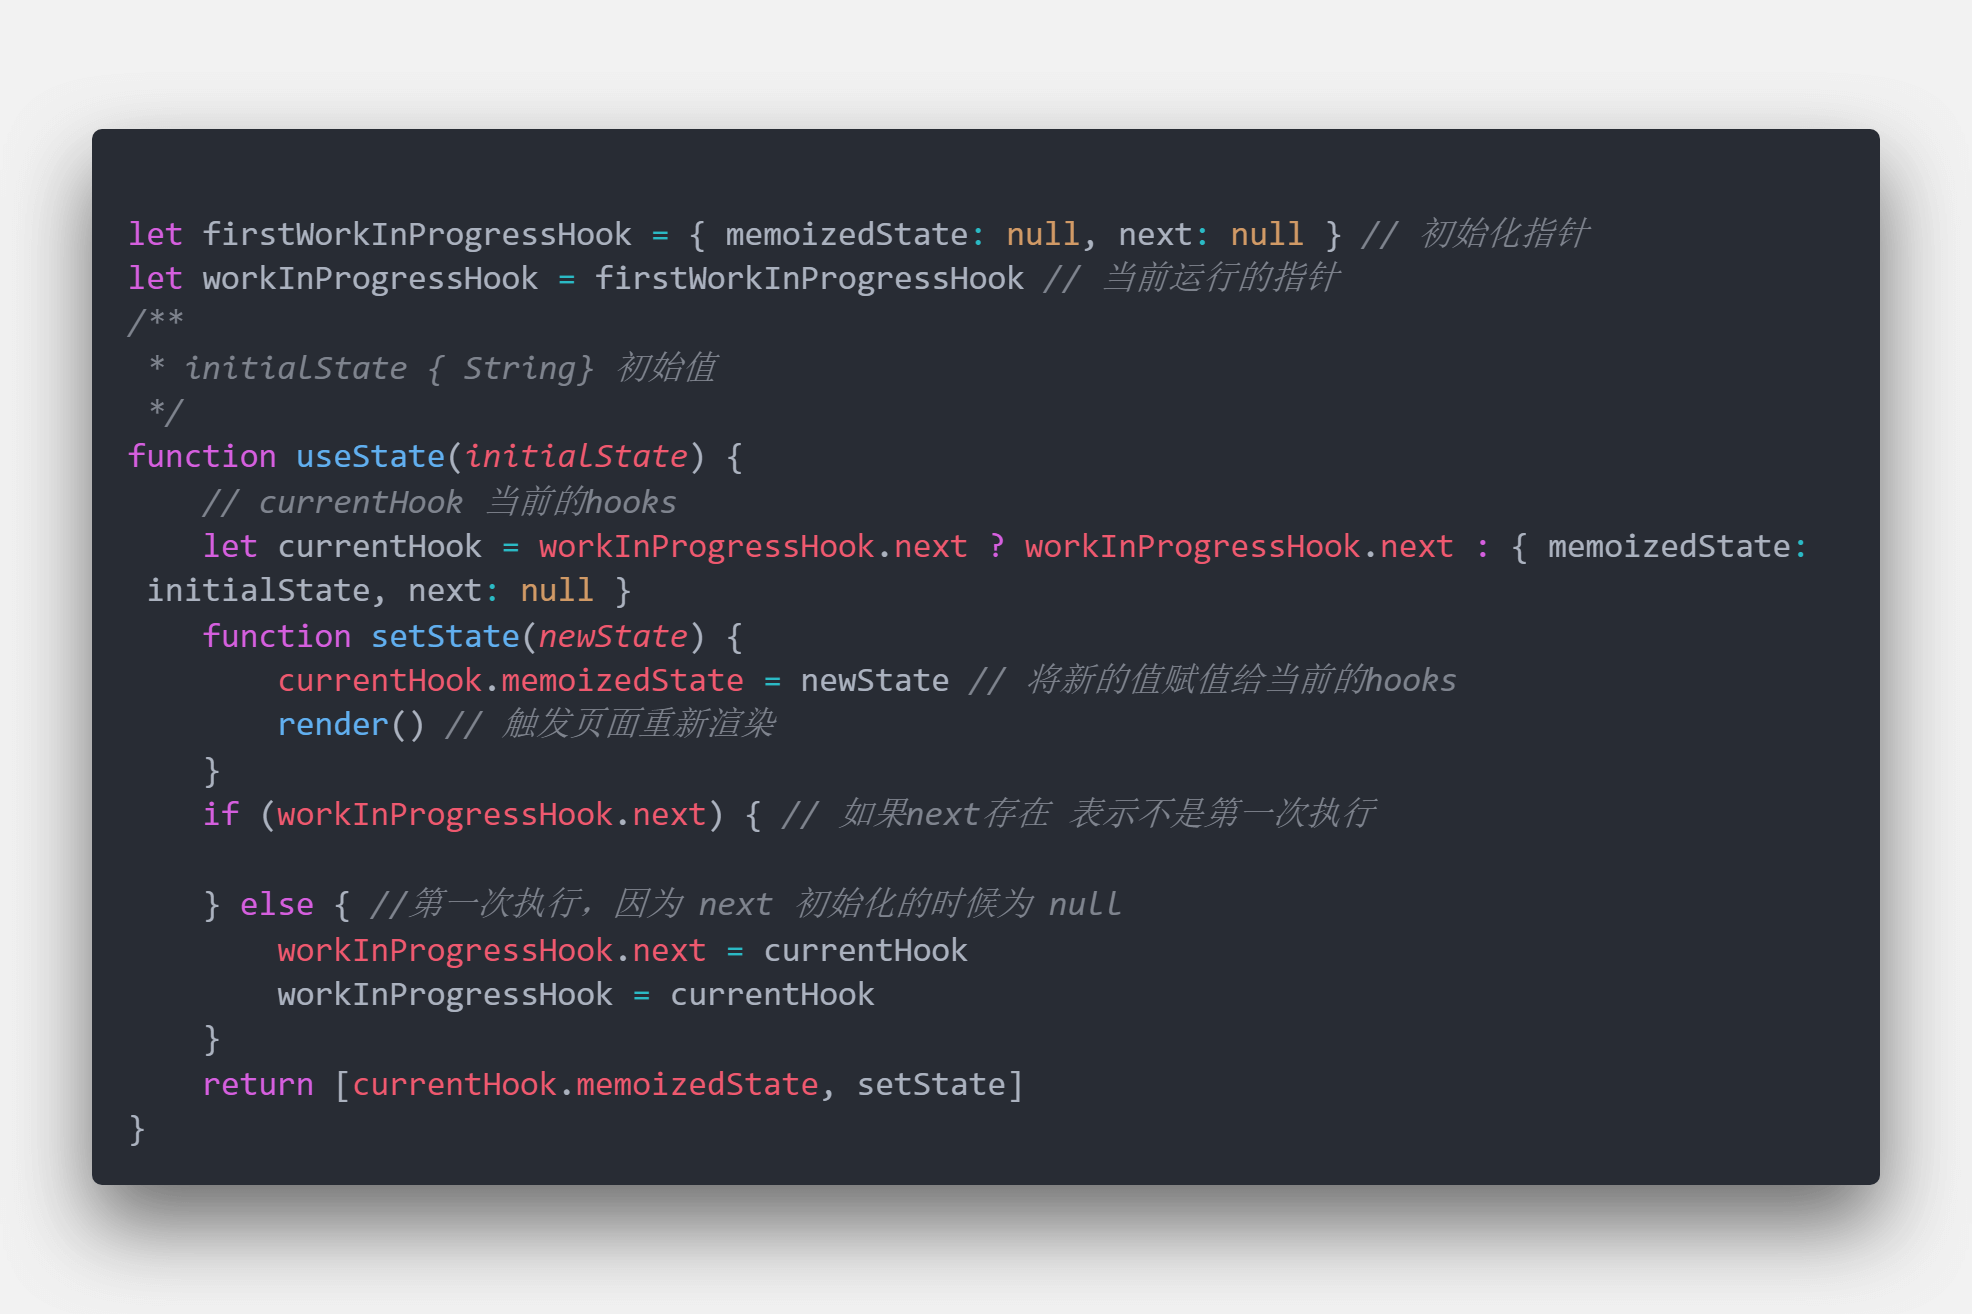 let firstWorkInProgressHook = { memoizedState: null, next: null } // 初始化指针
let workInProgressHook = firstWorkInProgressHook // 当前运行的指针
/**
 * initialState { String} 初始值
 */
function useState(initialState) {
    // currentHook 当前的hooks
    let currentHook = workInProgressHook.next ? workInProgressHook.next : { memoizedState:
 initialState, next: null }
    function setState(newState) {
        currentHook.memoizedState = newState // 将新的值赋值给当前的hooks
        render() // 触发页面重新渲染
    }
    if (workInProgressHook.next) { // 如果next存在 表示不是第一次执行

    } else { //第一次执行，因为 next 初始化的时候为 null
        workInProgressHook.next = currentHook
        workInProgressHook = currentHook
    }
    return [currentHook.memoizedState, setState]
}